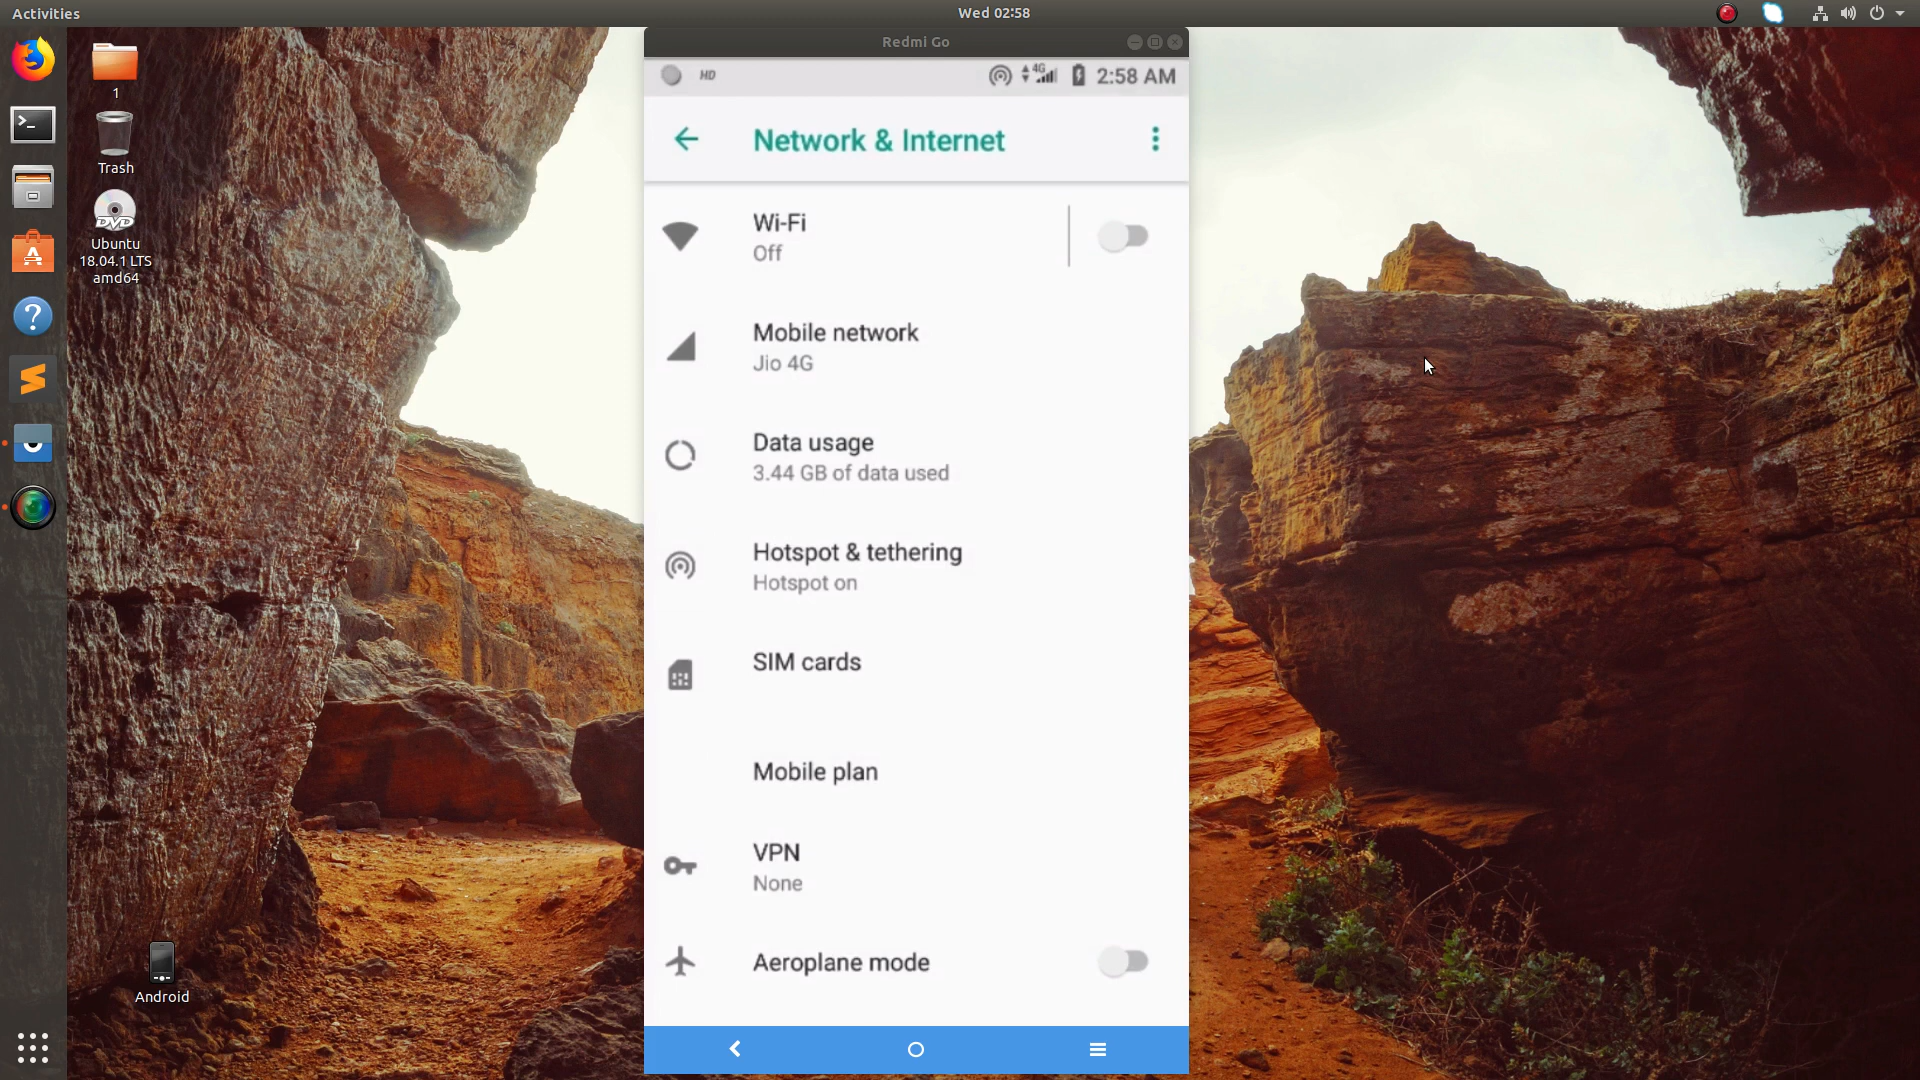 Activities
Wed 02:58
1
Trash
DVD
Ubuntu
18.04.1 LTS
amd64
Android
Redmi Go
HD
4G
2:58 AM
Network & Internet
Wi-Fi
Off
Mobile network
Jio 4G
Data usage
3.44 GB of data used
Hotspot & tethering
Hotspot on
SIM cards
Mobile plan
VPN
None
Aeroplane mode